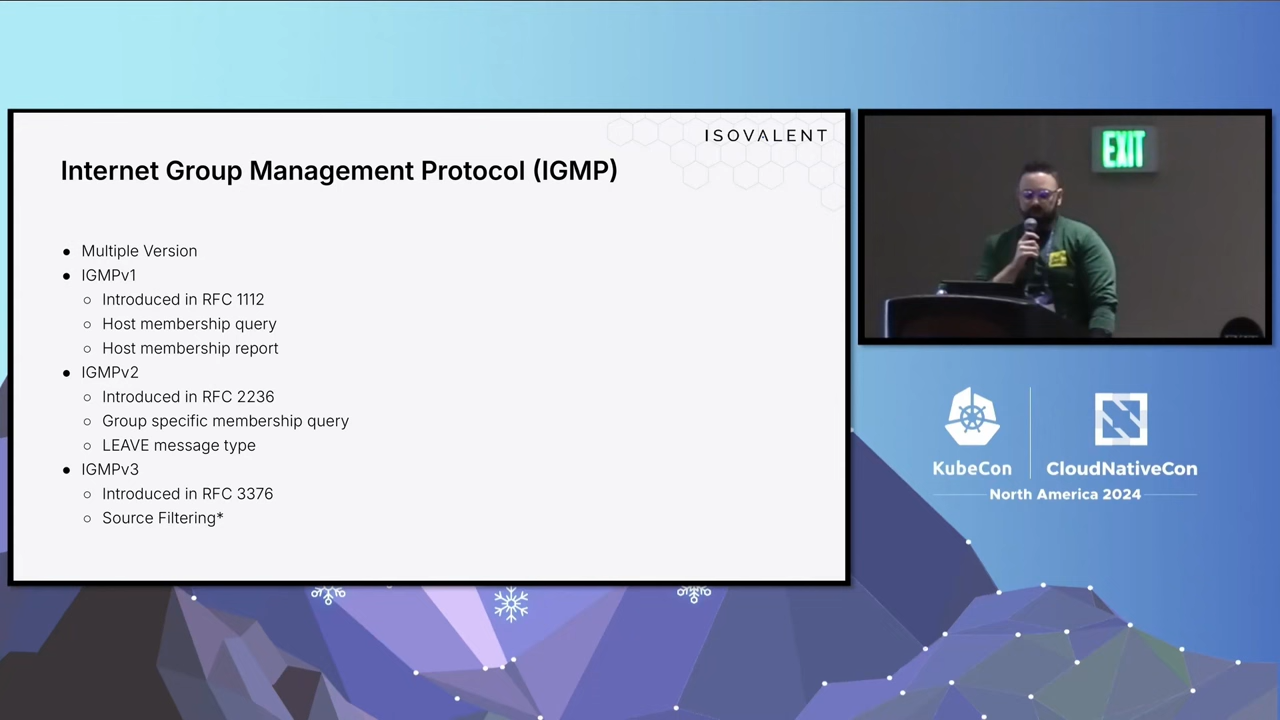 ISOVALENT
Internet Group Management Protocol (IGMP)
● Multiple Version
● IGMPv1
○ Introduced in RFC 1112
○ Host membership query
○ Host membership report
● IGMPv2
○ Introduced in RFC 2236
○ Group specific membership query
○ LEAVE message type
● IGMPv3
○ Introduced in RFC 3376
○ Source Filtering*
EXIT
KubeCon
CloudNativeCon
North America 2024